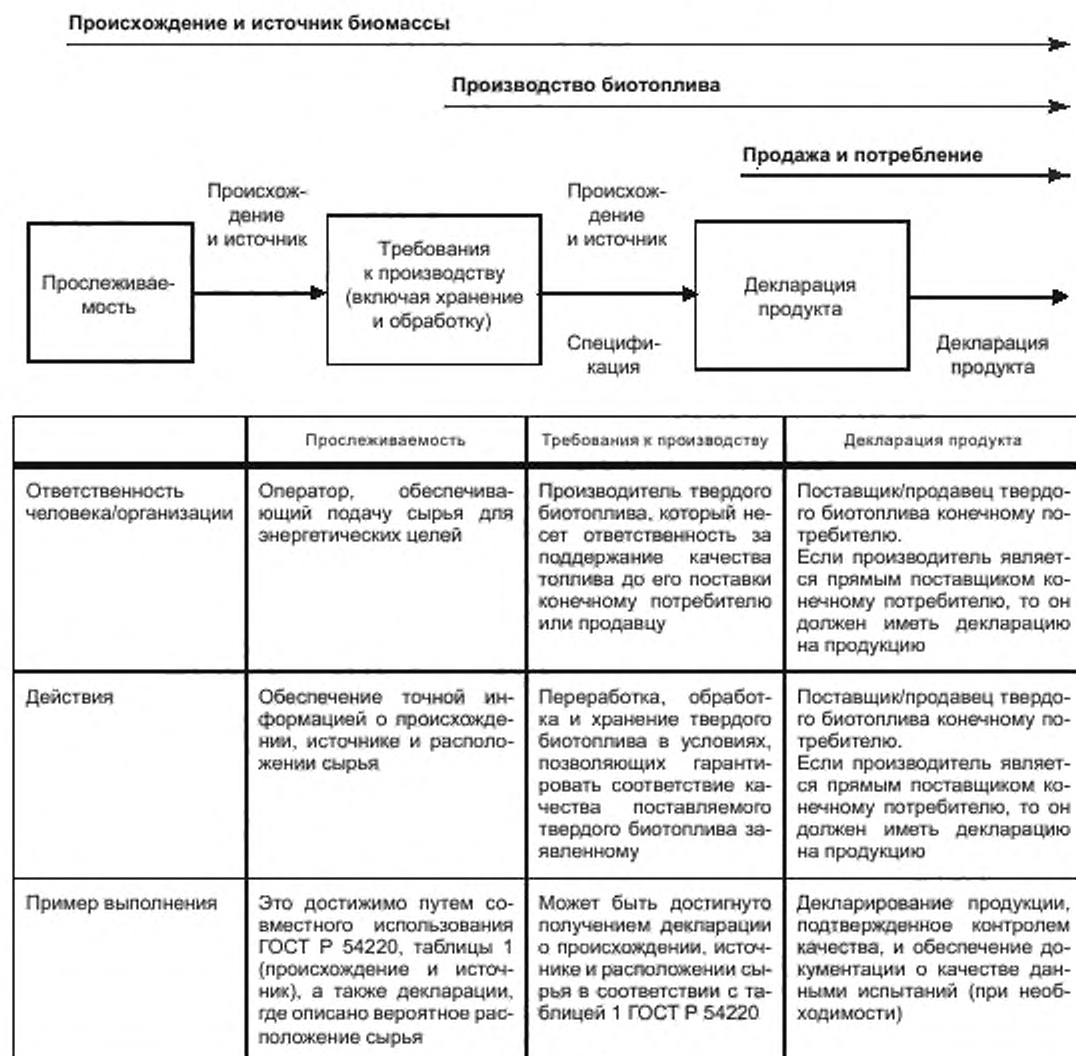 Происхождение и источник биомассы
Производство биотоплива
Продажа и потребление
Происхож-
дение
и источник
Происхож-
дение
и источник
Прослеживае-
мость
Требования
к производству
(включая хранение
и обработку)
Декларация
продукта
Специфи-
кация
Декларация
продукта
Прослеживаемость
Требования к производству
Декларация продукта
Ответственность
человека/организации
Оператор, обеспечива-
ющий подачу сырья для
энергетических целей
Производитель твердого
биотоплива, который не-
сет ответственность за
поддержание качества
топлива до его поставки
конечному потребителю
или продавцу
Поставщик/продавец твердо-
го биотоплива конечному по-
требителю.
Если производитель являет-
ся прямым поставщиком ко-
нечному потребителю, то он
должен иметь декларацию
на продукцию
Действия
Обеспечение точной ин-
формацией о происхожде-
нии, источнике и располо-
жении сырья
Переработка, обработ-
ка и хранение твердого
биотоплива в условиях,
позволяющих гаранти-
ровать соответствие ка-
чества поставляемого
твердого биотоплива за-
явленному
Поставщик/продавец твердо-
го биотоплива конечному по-
требителю.
Если производитель являет-
ся прямым поставщиком ко-
нечному потребителю, то он
должен иметь декларацию
на продукцию
Пример выполнения
Это достижимо путем со-
вместного использования
ГОСТ Р 54220, таблицы 1
(происхождение и источ-
ник), а также декларации,
где описано вероятное рас-
положение сырья
Может быть достигнуто
получением декларации
о происхождении, источ-
нике и расположении сы-
рья в соответствии с та-
блицей 1 ГОСТ Р 54220
Декларирование продукции,
подтвержденное контролем
качества, и обеспечение до-
кументации о качестве дан-
ными испытаний (при необ-
ходимости)